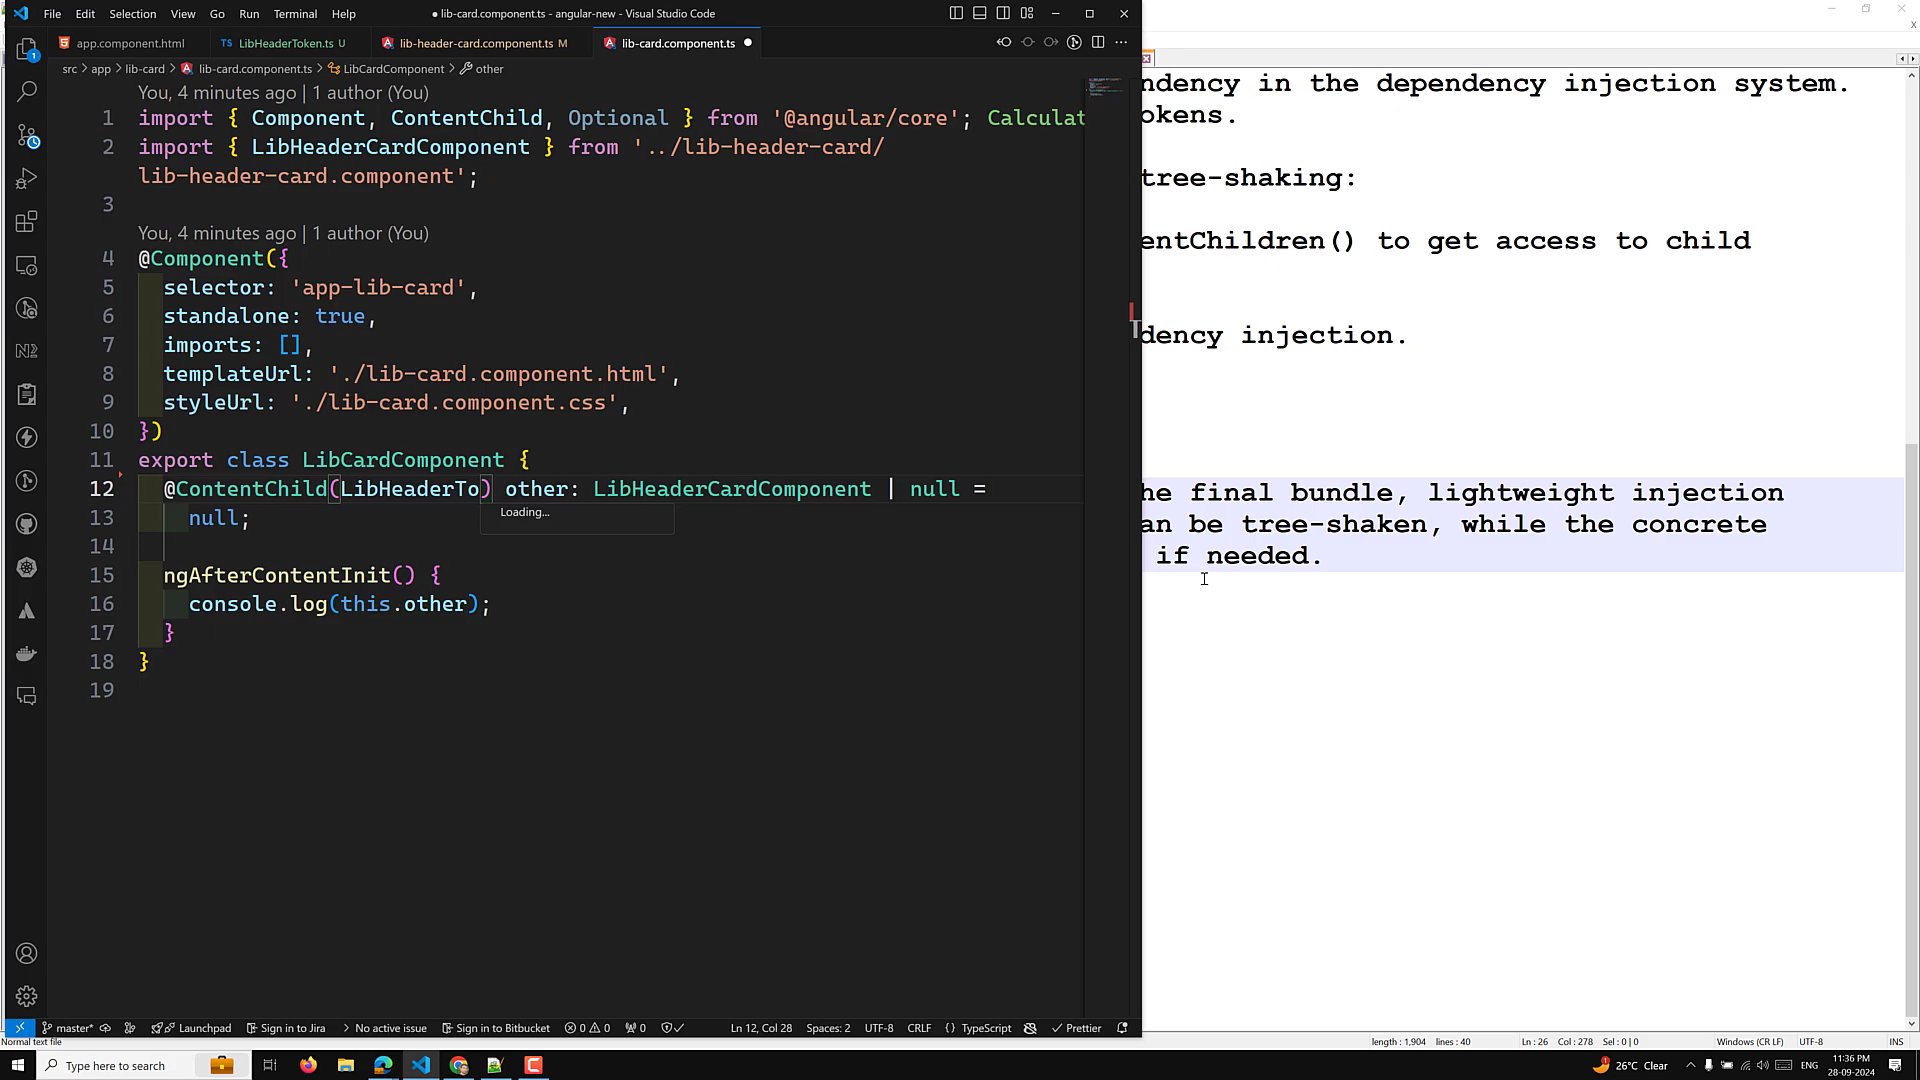 File Edit Selection View Go Run Terminal Help
● lib-card.component.ts - angular-new - Visual Studio Code
app.component.html
TS LibHeaderToken.ts U
lib-header-card.component.ts M
lib-card.component.ts ●
src > app > lib-card > lib-card.component.ts > LibCardComponent > other
You, 4 minutes ago | 1 author (You)
1 import { Component, ContentChild, Optional } from '@angular/core'; Calculat
2 import { LibHeaderCardComponent } from '../lib-header-card/
lib-header-card.component';
3
You, 4 minutes ago | 1 author (You)
4 @Component({
5 selector: 'app-lib-card',
6 standalone: true,
7 imports: [],
8 templateUrl: './lib-card.component.html',
9 styleUrl: './lib-card.component.css',
10 })
11 export class LibCardComponent {
12 @ContentChild(LibHeaderTo) other: LibHeaderCardComponent | null =
Loading...
13 null;
14
15 ngAfterContentInit() {
16 console.log(this.other);
17 }
18 }
19
ndency in the dependency injection system.
okens.
tree-shaking:
entChildren() to get access to child
dency injection.
he final bundle, lightweight injection
an be tree-shaken, while the concrete
if needed.
master* Launchpad Sign in to Jira No active issue Sign in to Bitbucket 0 0 0 Ln 12, Col 28 Spaces: 2 UTF-8 CRLF {} TypeScript Prettier
Normal text file
length : 1,904 lines : 40 Ln : 26 Col : 278 Sel : 0 | 0 Windows (CR LF) UTF-8 INS
Type here to search
26°C Clear
ENG
11:36 PM
28-09-2024